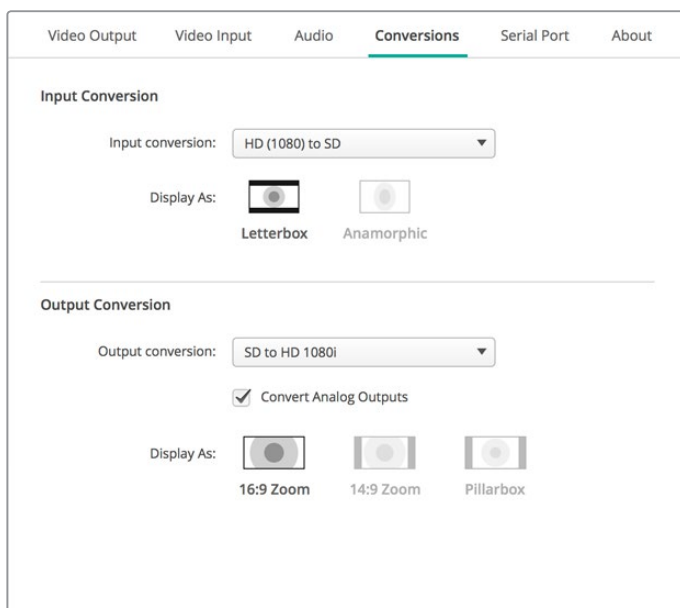 Video Output Video Input Audio Conversions Serial Port About
Input Conversion
Input conversion: HD (1080) to SD
Display As:
Letterbox Anamorphic
Output Conversion
Output conversion: SD to HD 1080i
Convert Analog Outputs
Display As:
16:9 Zoom 14:9 Zoom Pillarbox